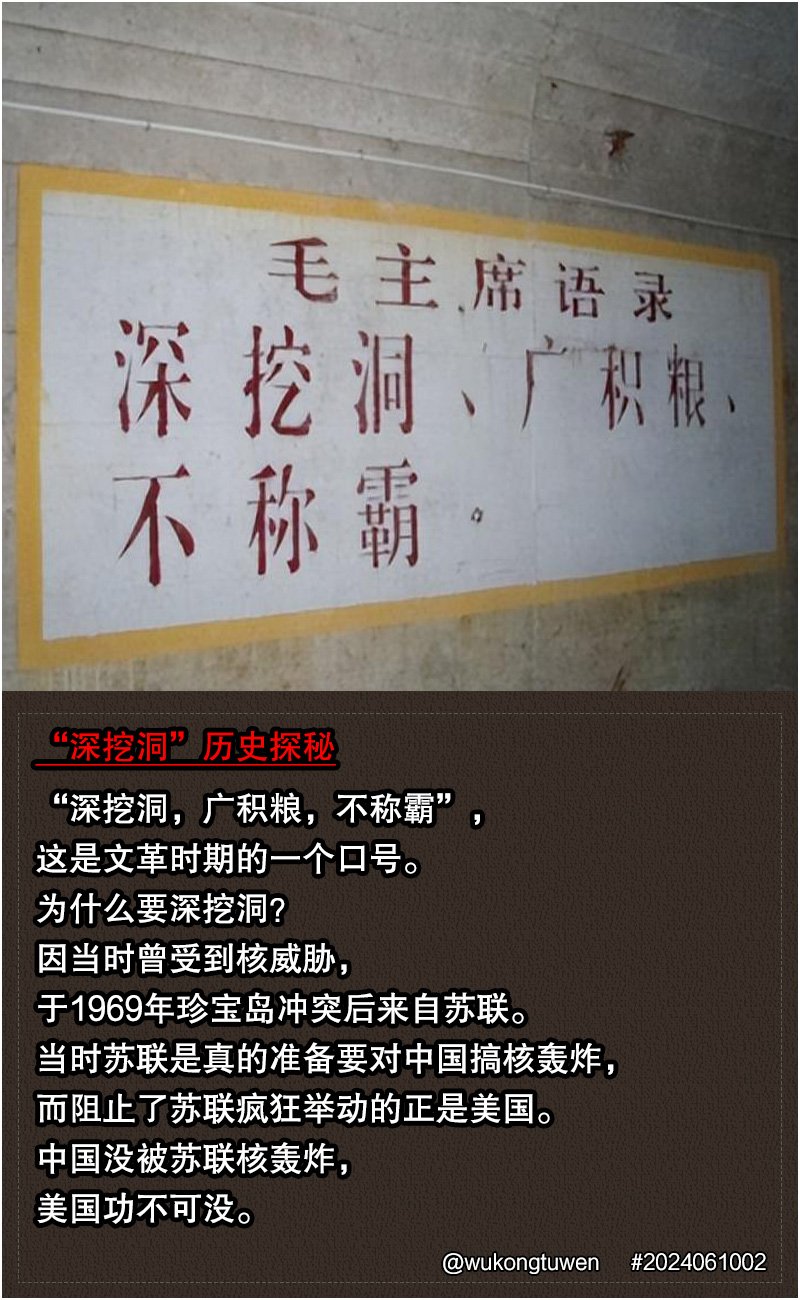 毛主席语录
深挖洞、广积粮、
不称霸。
“深挖洞”历史探秘
“深挖洞，广积粮，不称霸”，
这是文革时期的一个口号。
为什么要深挖洞？
因当时曾受到核威胁，
于1969年珍宝岛冲突后来自苏联。
当时苏联是真的准备要对中国搞核轰炸，
而阻止了苏联疯狂举动的正是美国。
中国没被苏联核轰炸，
美国功不可没。
@wukongtuwen #2024061002